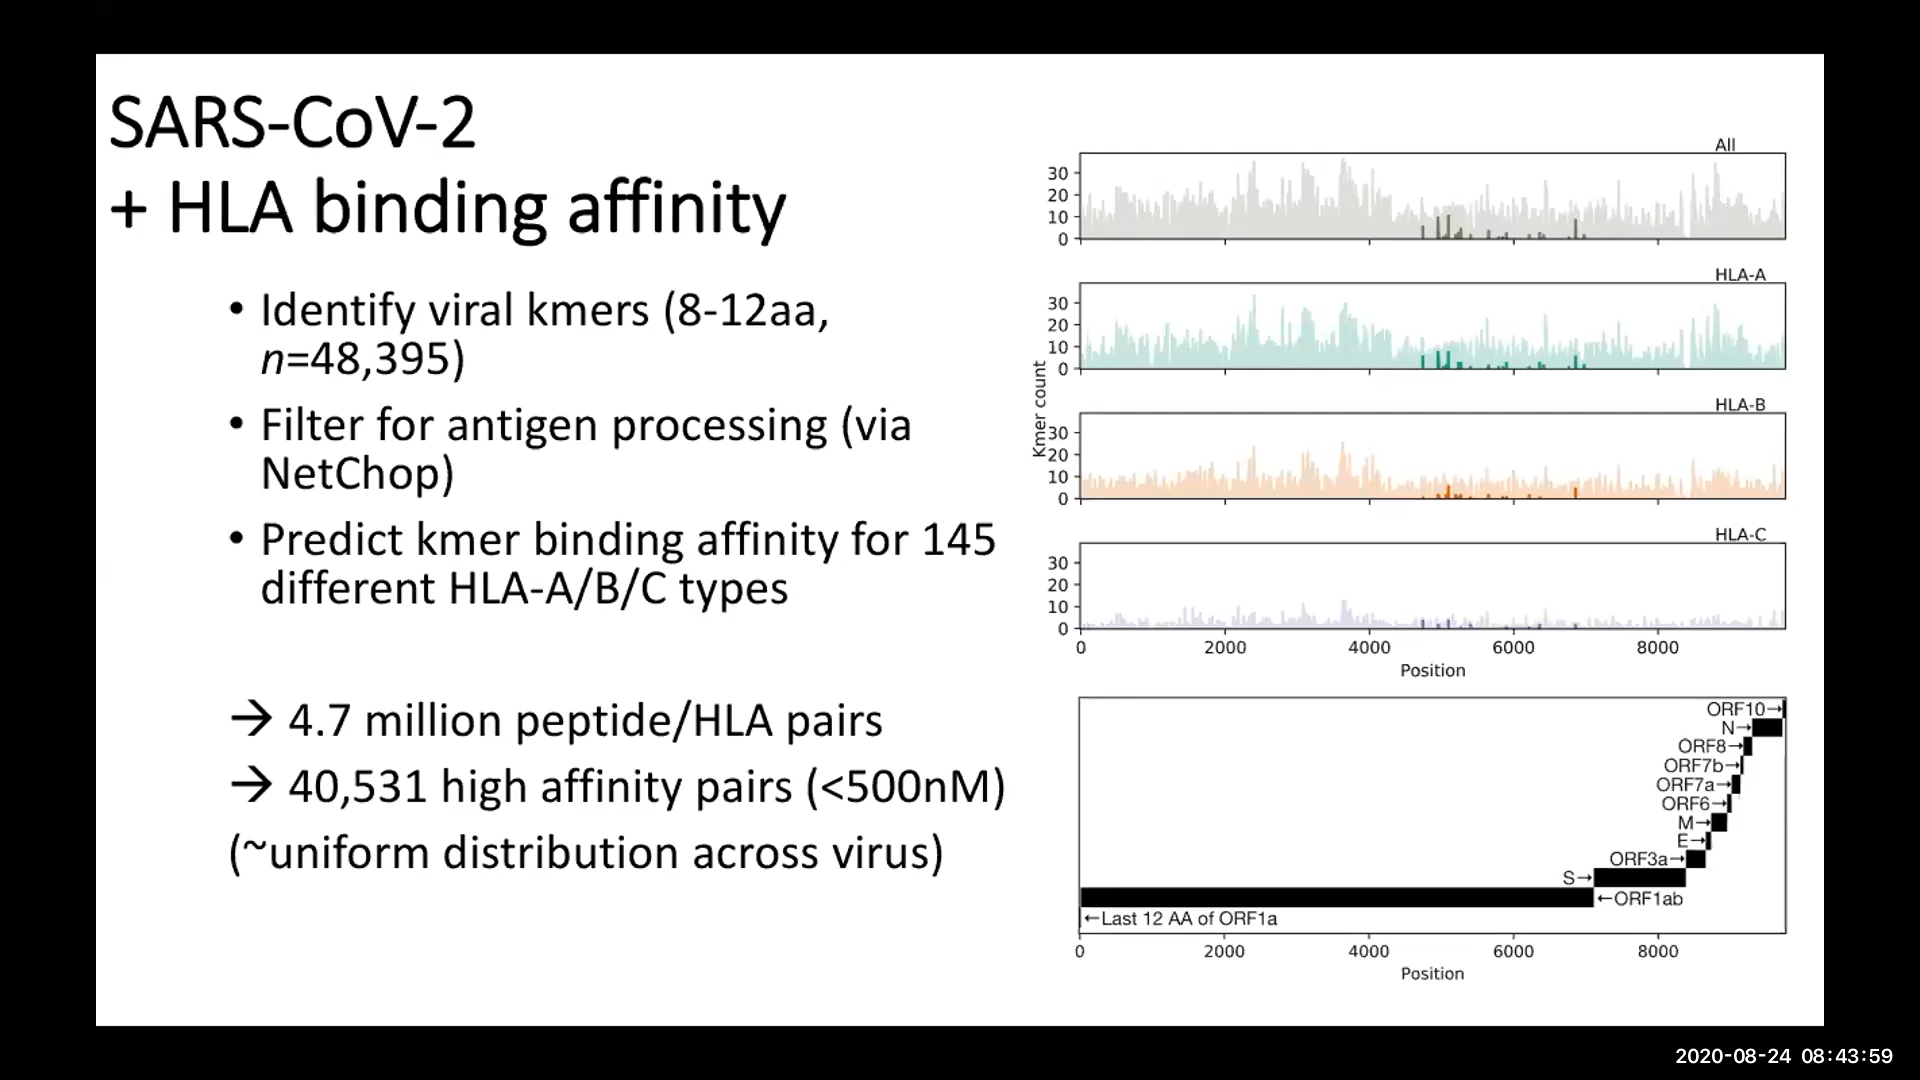 SARS-CoV-2
+ HLA binding affinity
• Identify viral kmers (8-12aa,
n=48,395)
• Filter for antigen processing (via
NetChop)
• Predict kmer binding affinity for 145
different HLA-A/B/C types
→ 4.7 million peptide/HLA pairs
→ 40,531 high affinity pairs (<500nM)
(~uniform distribution across virus)
All
30
20
10
0
HLA-A
30
20
10
0
Kmer count
HLA-B
30
20
10
0
HLA-C
30
20
10
0
0 2000 4000 6000 8000
Position
ORF10→
N→
ORF8→
ORF7b→
ORF7a→
ORF6→
M→
E→
ORF3a→
S→
←ORF1ab
←Last 12 AA of ORF1a
0 2000 4000 6000 8000
Position
2020-08-24 08:43:59